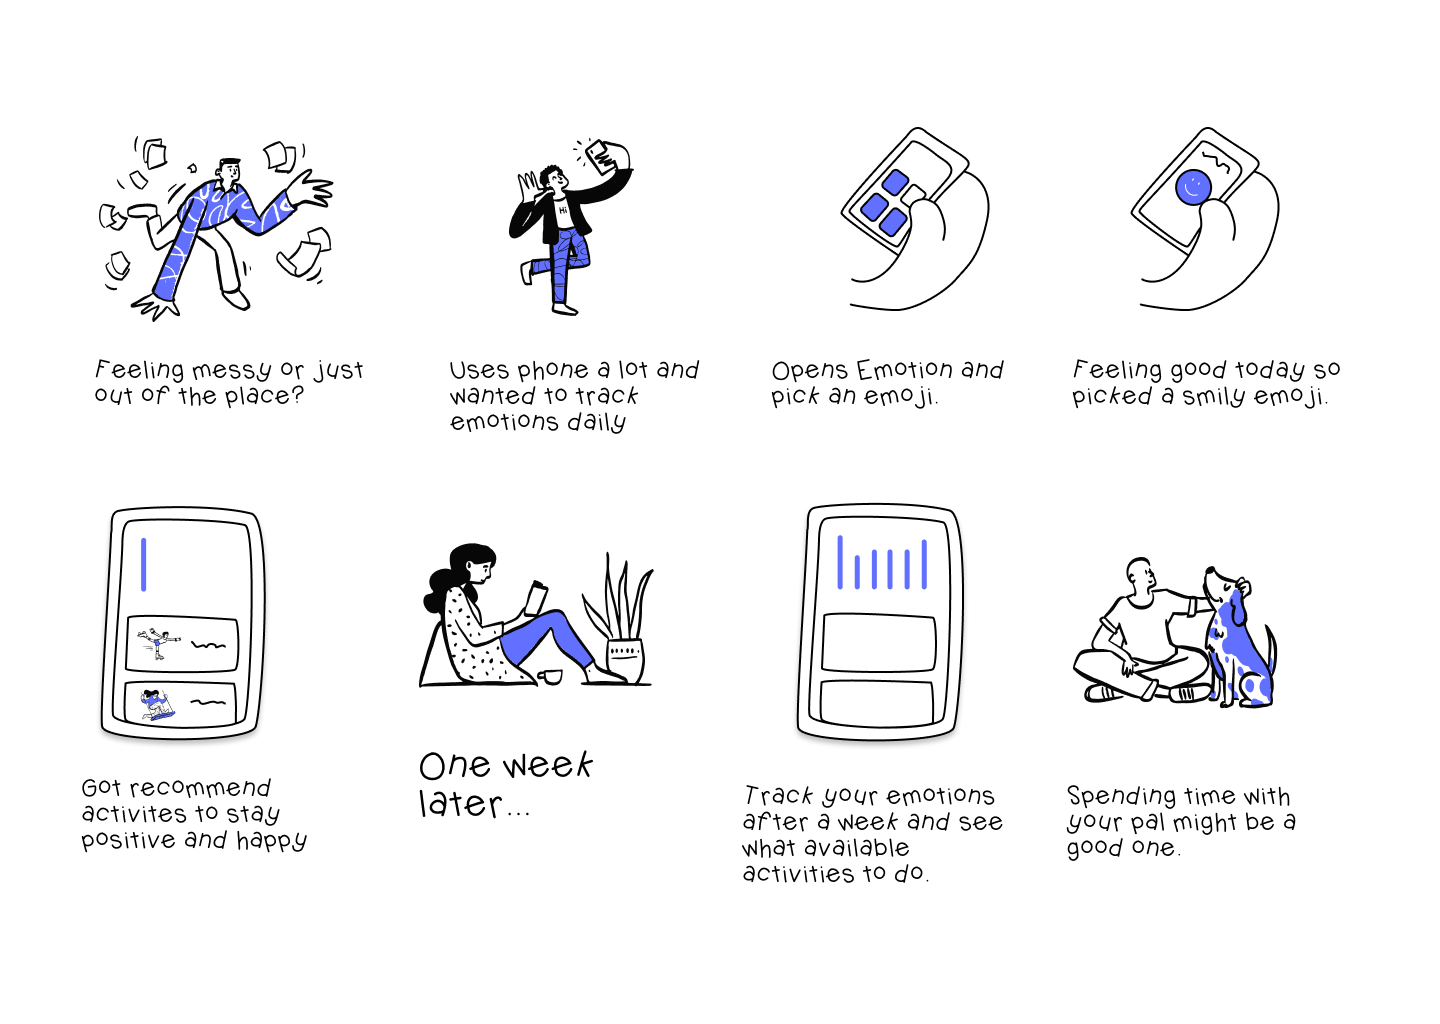 Feeling messy or just
out of the place?
Hi
Uses phone a lot and
wanted to track
emotions daily
Opens Emotion and
pick an emoji.
Feeling good today so
picked a smily emoji.
Got recommend
activites to stay
positive and happy
One week
later...
Track your emotions
after a week and see
what available
activities to do.
Spending time with
your pal might be a
good one.